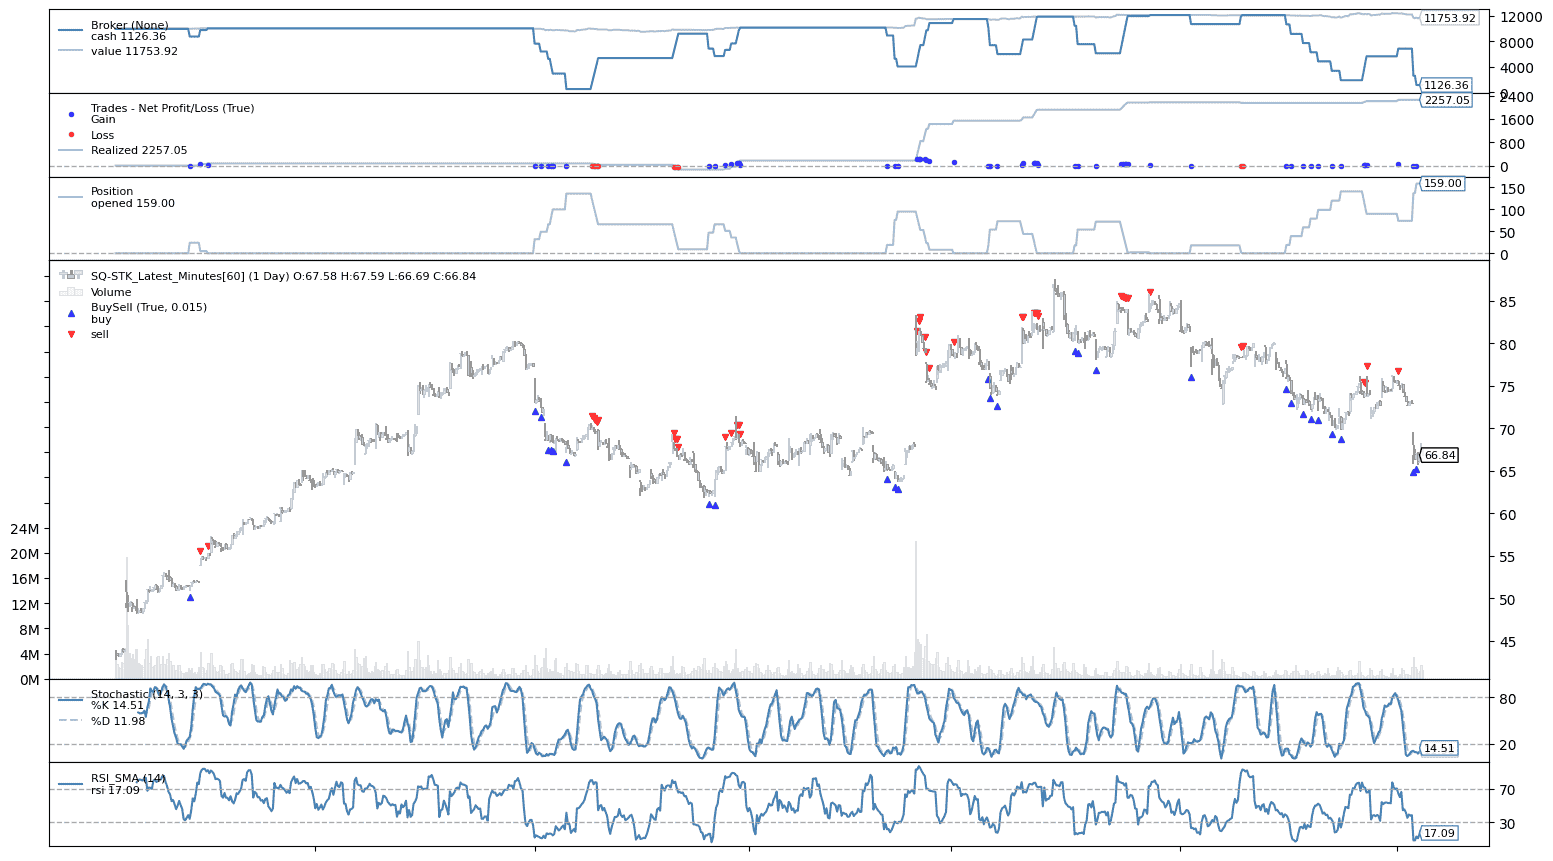 Broker (None)
cash 1126.36
value 11753.92
12000
11753.92
8000
4000
1126.36
0
Trades - Net Profit/Loss (True)
Gain
Loss
Realized 2257.05
2400
2257.05
1600
800
0
Position
opened 159.00
159.00
150
100
50
0
SQ-STK_Latest_Minutes[60] (1 Day) O:67.58 H:67.59 L:66.69 C:66.84
Volume
BuySell (True, 0.015)
buy
sell
85
80
75
70
66.84
65
60
55
50
45
24M
20M
16M
12M
8M
4M
0M
Stochastic (14, 3, 3)
%K 14.51
%D 11.98
80
20
14.51
RSI_SMA (14)
rsi 17.09
70
30
17.09